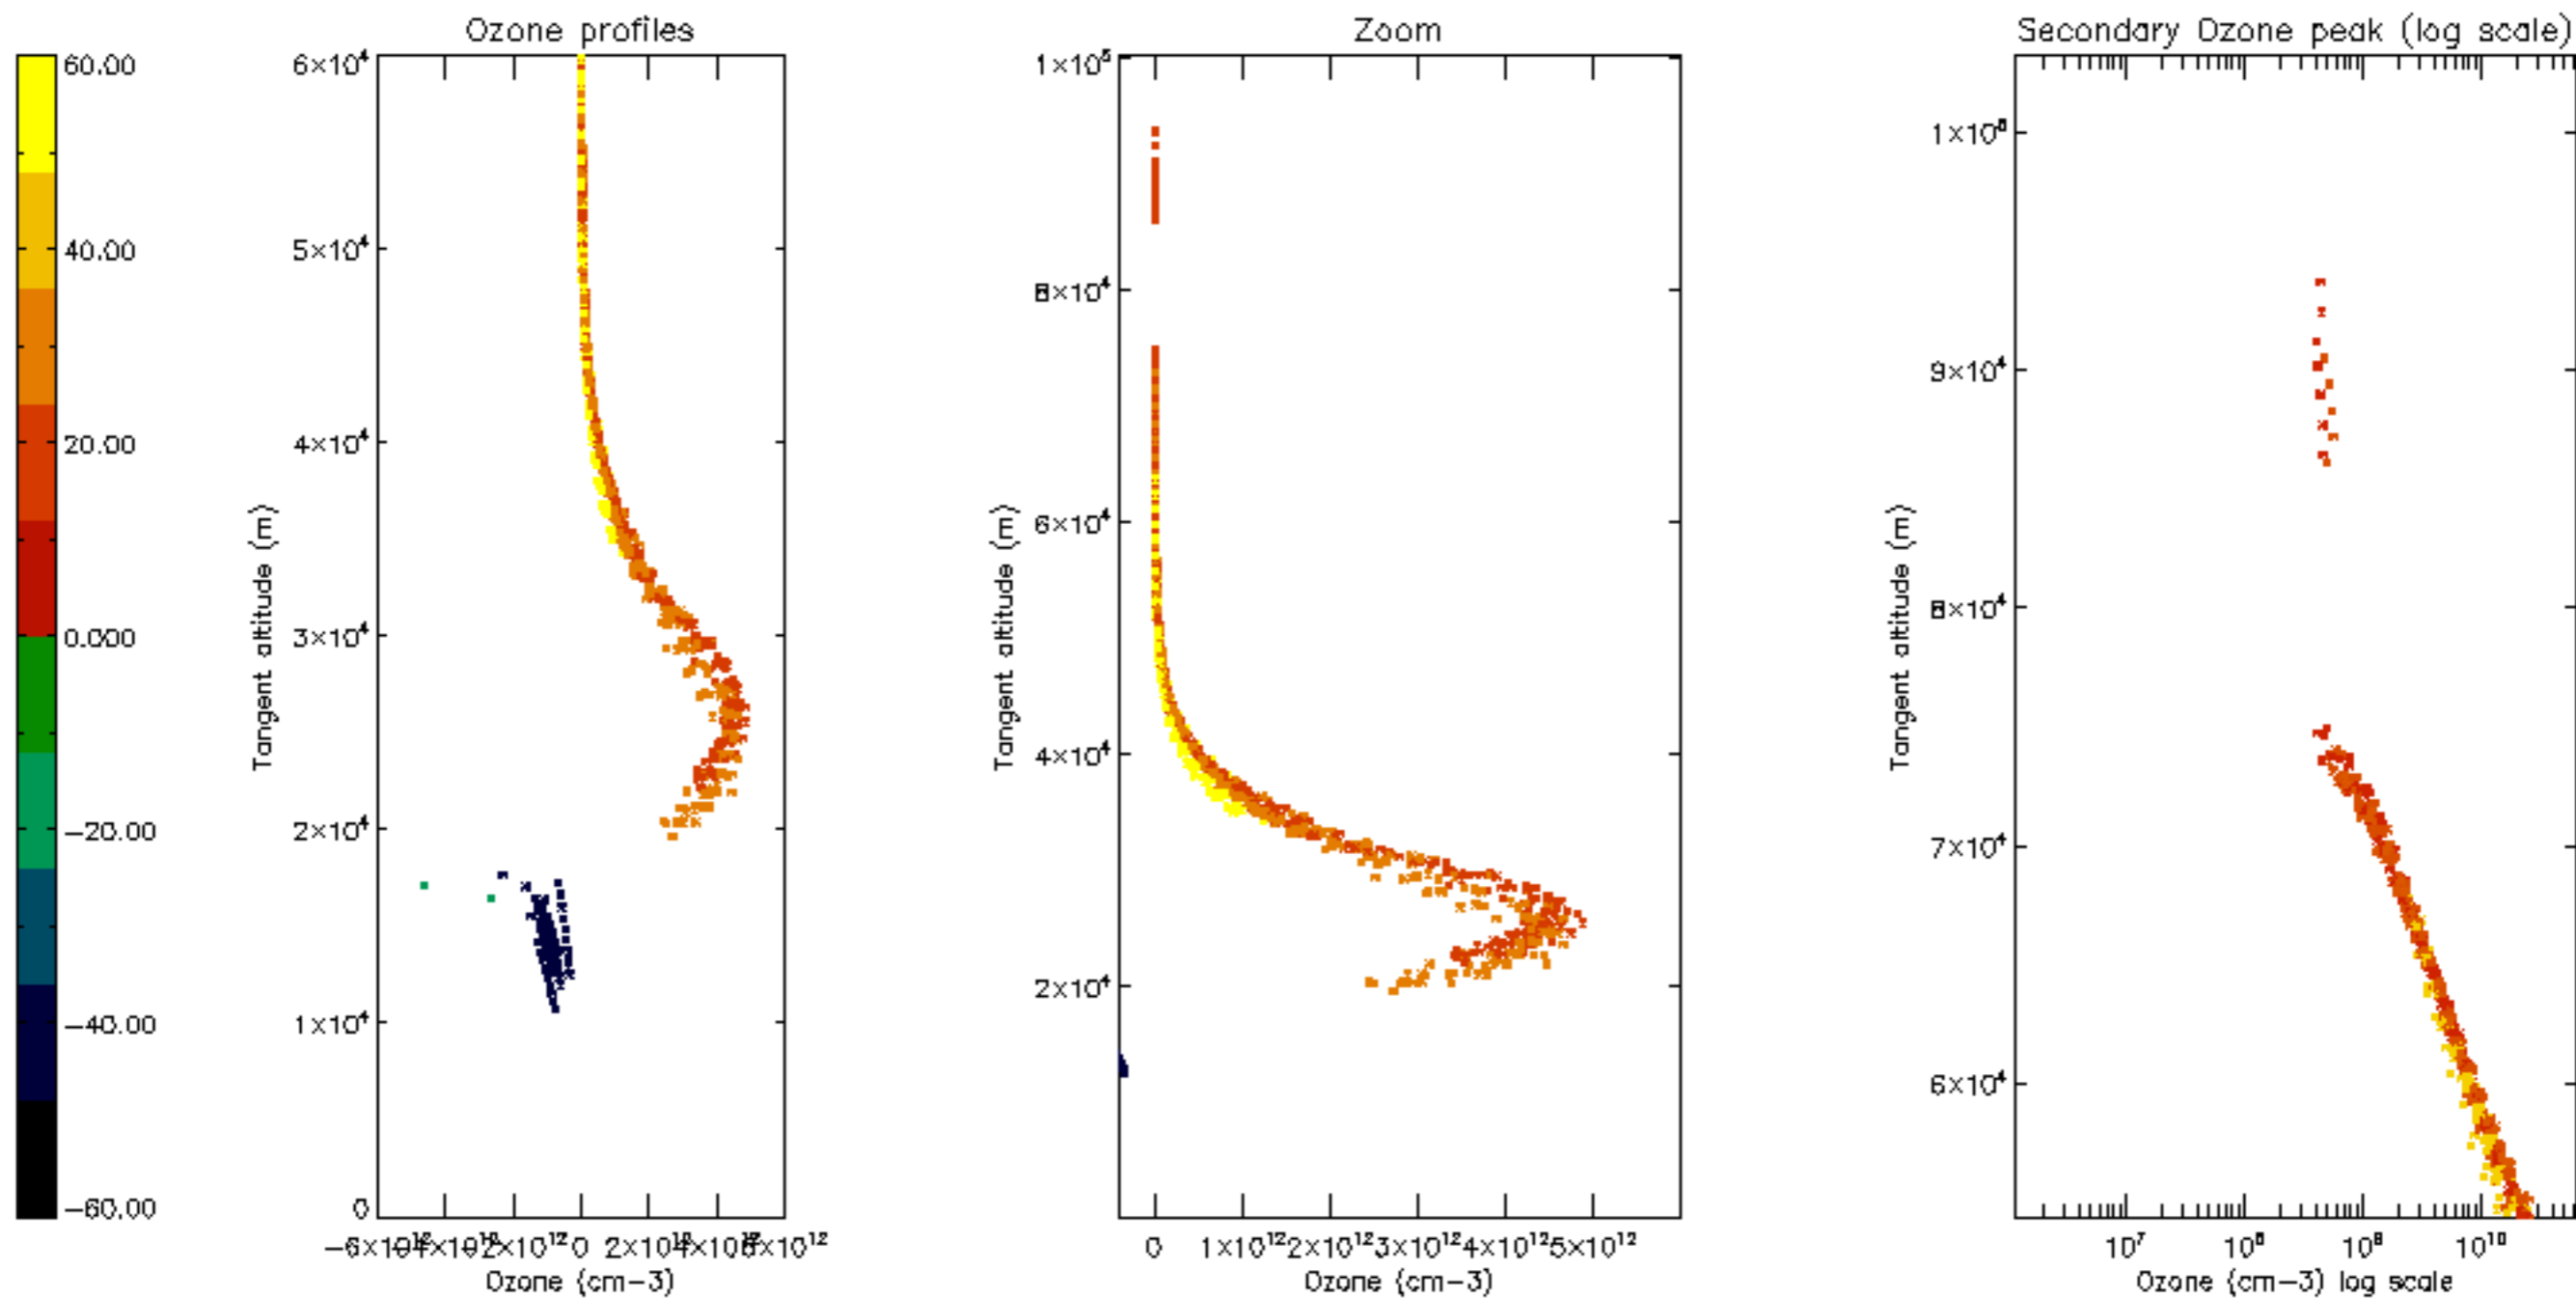 Ozone profiles
Zoom
Secondary Ozone peak (log scale)
60.00
40.00
20.00
0.000
−20.00
−40.00
−60.00
6×10⁴
5×10⁴
4×10⁴
3×10⁴
2×10⁴
1×10⁴
0
Tangent altitude (m)
0 2×10¹²
Ozone (cm−3)
1×10⁵
8×10⁴
6×10⁴
4×10⁴
2×10⁴
Tangent altitude (m)
0 1×10¹² 2×10¹² 3×10¹² 4×10¹² 5×10¹²
Ozone (cm−3)
9×10⁴
8×10⁴
7×10⁴
6×10⁴
Tangent altitude (m)
10⁷ 10⁸ 10⁹ 10¹⁰
Ozone (cm−3) log scale